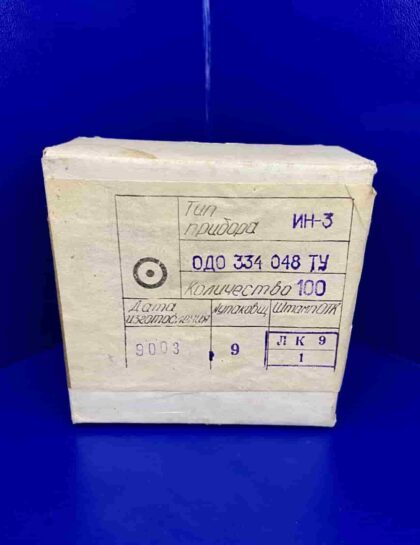 Тип
прибора ИН-3
ОДО 334 048 ТУ
Количество 100
Дата
изготовления
№упаковщ
Штамп ОТК
9003
9
ЛК 9
1